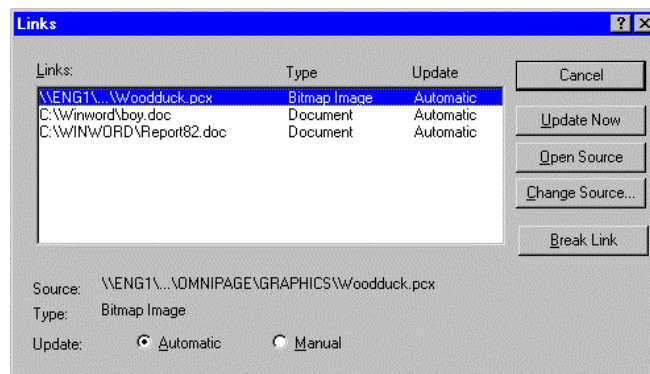 Links
Links: Type Update
\\ENG1\...\Woodduck.pcx Bitmap Image Automatic
C:\Winword\boy.doc Document Automatic
C:\WINWORD\Report82.doc Document Automatic
Cancel
Update Now
Open Source
Change Source...
Break Link
Source: \\ENG1\...\OMNIPAGE\GRAPHICS\Woodduck.pcx
Type: Bitmap Image
Update: Automatic Manual